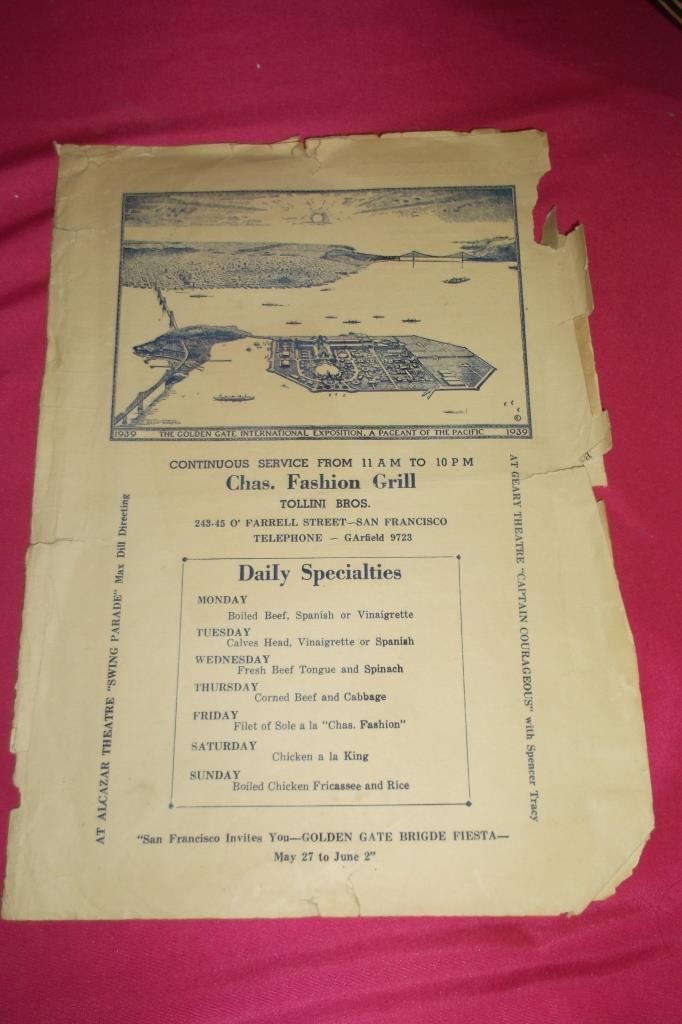 1939 THE GOLDEN GATE INTERNATIONAL EXPOSITION, A PAGEANT OF THE PACIFIC 1939
©
CONTINUOUS SERVICE FROM 11 AM TO 10 PM
Chas. Fashion Grill
TOLLINI BROS.
243-45 O' FARRELL STREET—SAN FRANCISCO
TELEPHONE — GArfield 9723
Daily Specialties
MONDAY
Boiled Beef, Spanish or Vinaigrette
TUESDAY
Calves Head, Vinaigrette or Spanish
WEDNESDAY
Fresh Beef Tongue and Spinach
THURSDAY
Corned Beef and Cabbage
FRIDAY
Filet of Sole a la "Chas. Fashion"
SATURDAY
Chicken a la King
SUNDAY
Boiled Chicken Fricassee and Rice
"San Francisco Invites You—GOLDEN GATE BRIGDE FIESTA—
May 27 to June 2"
AT ALCAZAR THEATRE "SWING PARADE" Max Dill Directing
AT GEARY THEATRE "CAPTAIN COURAGEOUS" with Spencer Tracy